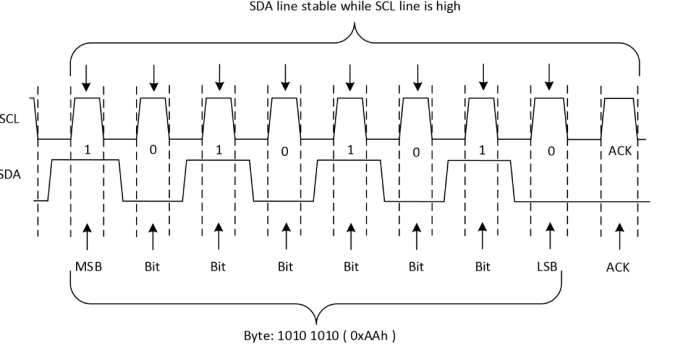 SDA line stable while SCL line is high
SCL
1 0 1 0 1 0 1 0 ACK
SDA
MSB Bit Bit Bit Bit Bit Bit LSB ACK
Byte: 1010 1010 ( 0xAAh )